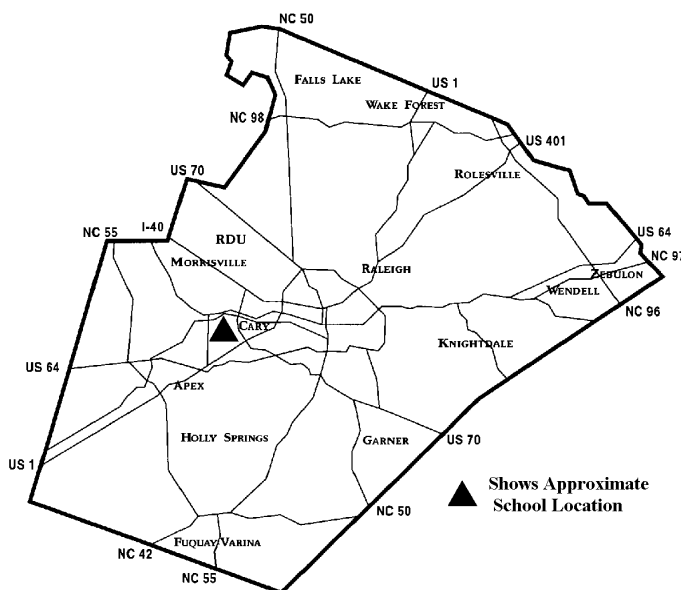 NC 50
FALLS LAKE
US 1
WAKE FOREST
NC 98
US 401
US 70
ROLESVILLE
I-40
NC 55
RDU
US 64
MORRISVILLE
RALEIGH
NC 97
ZEBULON
WENDELL
NC 96
CARY
KNIGHTDALE
US 64
APEX
HOLLY SPRINGS
GARNER
US 70
US 1
Shows Approximate
School Location
NC 50
FUQUAY-VARINA
NC 42
NC 55